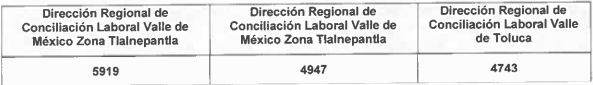 Dirección Regional de
Conciliación Laboral Valle de
México Zona Tlalnepantla
Dirección Regional de
Conciliación Laboral Valle de
México Zona Tlalnepantla
Dirección Regional de
Conciliación Laboral Valle
de Toluca
5919
4947
4743